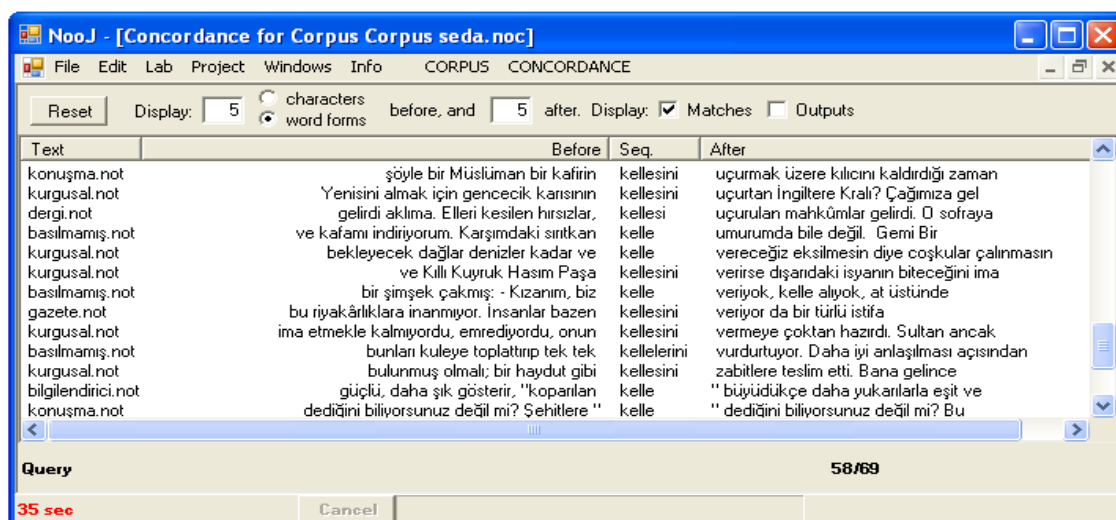 NooJ - [Concordance for Corpus Corpus seda.noc]
File Edit Lab Project Windows Info CORPUS CONCORDANCE
Reset Display: 5 characters word forms before, and 5 after. Display: Matches Outputs
Text Before Seq. After
konuşma.not şöyle bir Müslüman bir kafirin kellesini uçurmak üzere kılıcını kaldırdığı zaman
kurgusal.not Yenisini almak için gencecik karısının kellesini uçurtan İngiltere Kralı? Çağımıza gel
dergi.not gelirdi aklıma. Elleri kesilen hırsızlar, kellesi uçurulan mahkûmlar gelirdi. O sofraya
basılmamış.not ve kafamı indiriyorum. Karşımdaki sırıtkan kelle umurumda bile değil. Gemi Bir
kurgusal.not bekleyecek dağlar denizler kadar ve kelle vereceğiz eksilmesin diye coşkular çalınmasın
kurgusal.not ve Kıllı Kuyruk Hasım Paşa kellesini verirse dışarıdaki isyanın biteceğini ima
basılmamış.not bir şimşek çakmış: - Kızanım, biz kelle veriyok, kelle alıyok, at üstünde
gazete.not bu riyakârlıklara inanmıyor. İnsanlar bazen kellesini veriyor da bir türlü istifa
kurgusal.not ima etmekle kalmıyordu, emrediyordu, onun kellesini vermeye çoktan hazırdı. Sultan ancak
basılmamış.not bunları kuleye toplattırıp tek tek kellelerini vurdurtuyor. Daha iyi anlaşılması açısından
kurgusal.not bulunmuş olmalı; bir haydut gibi kellesini zabitlere teslim etti. Bana gelince
bilgilendirici.not güçlü, daha şık gösterir, "koparılan kelle " büyüdükçe daha yukarılarla eşit ve
konuşma.not dediğini biliyorsunuz değil mi? Şehitlere " kelle " dediğini biliyorsunuz değil mi? Bu
Query 58/69
35 sec Cancel